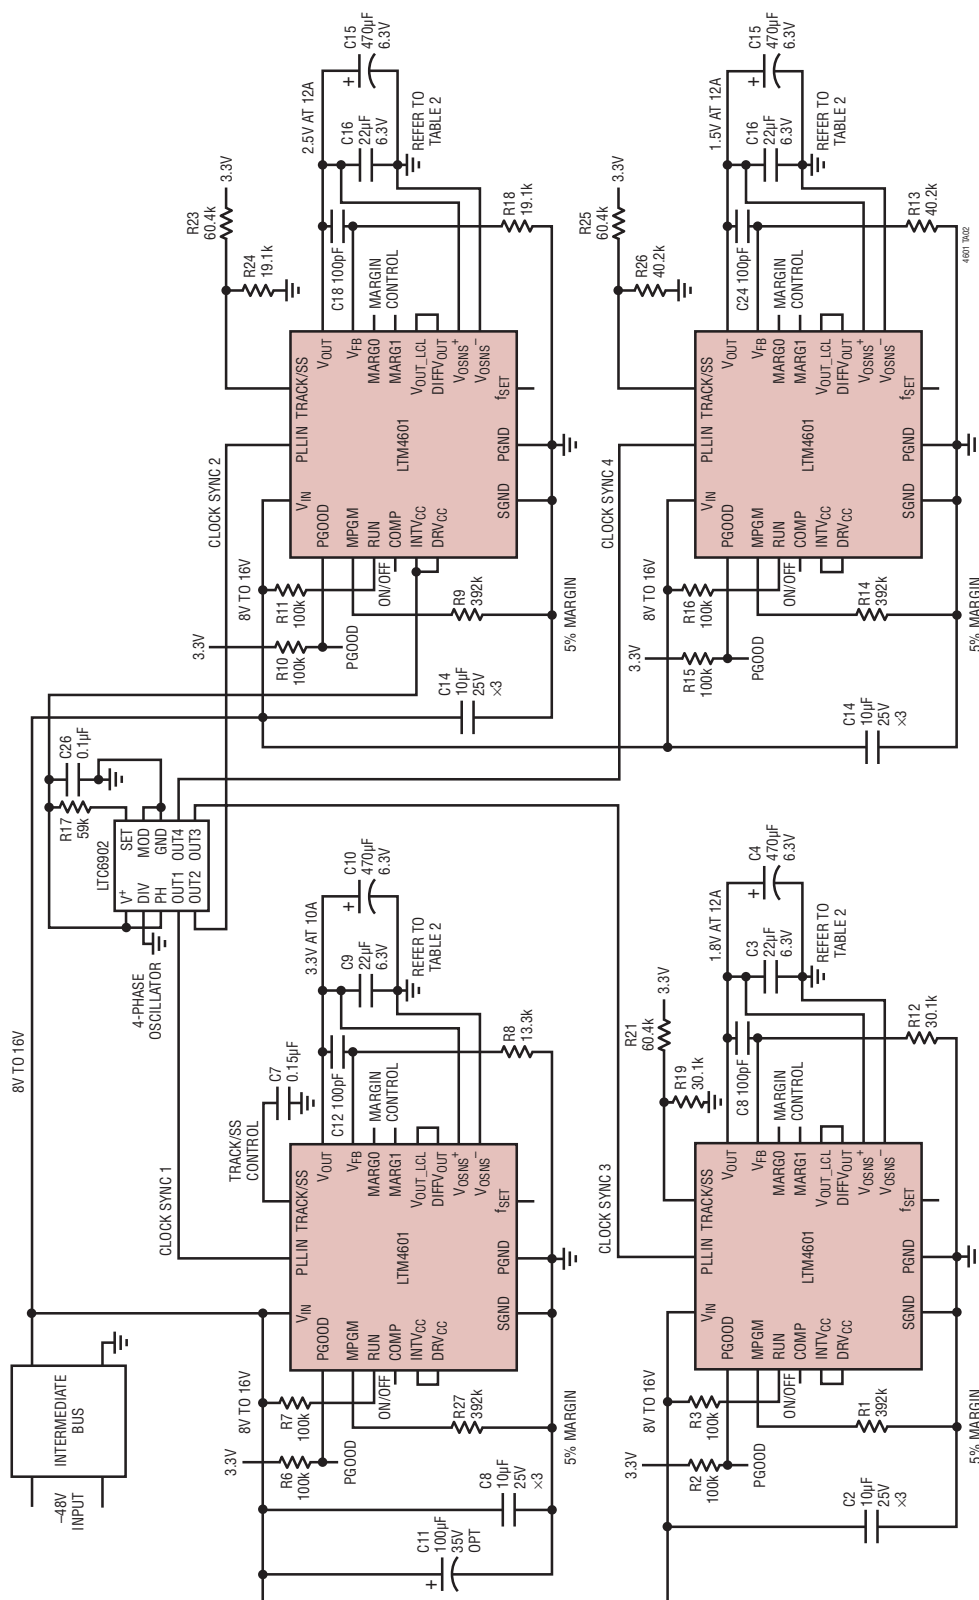 –48V
INPUT
INTERMEDIATE
BUS
8V TO 16V
4-PHASE
OSCILLATOR
LTC6902
V+
DIV
PH
OUT1
OUT2
SET
MOD
GND
OUT4
OUT3
R17
59k
C26
0.1µF
CLOCK SYNC 1
TRACK/SS
CONTROL
C7
0.15µF
3.3V
R6
100k
R7
100k
8V TO 16V
PGOOD
ON/OFF
R27
392k
5% MARGIN
C11
100µF
35V
OPT
+
C8
10µF
25V
×3
VIN
PLLIN
TRACK/SS
PGOOD
MPGM
RUN
COMP
INTVCC
DRVCC
LTM4601
VOUT
VFB
MARG0
MARG1
VOUT_LCL
DIFFVOUT
VOSNS+
VOSNS–
SGND
PGND
fSET
MARGIN
CONTROL
C12 100pF
R8
13.3k
3.3V AT 10A
C9
22µF
6.3V
C10
470µF
6.3V
+
REFER TO
TABLE 2
CLOCK SYNC 2
R23
60.4k
3.3V
R24
19.1k
3.3V
R10
100k
R11
100k
8V TO 16V
PGOOD
ON/OFF
R9
392k
5% MARGIN
C14
10µF
25V
×3
VIN
PLLIN
TRACK/SS
PGOOD
MPGM
RUN
COMP
INTVCC
DRVCC
LTM4601
VOUT
VFB
MARG0
MARG1
VOUT_LCL
DIFFVOUT
VOSNS+
VOSNS–
SGND
PGND
fSET
MARGIN
CONTROL
C18 100pF
R18
19.1k
2.5V AT 12A
C16
22µF
6.3V
C15
470µF
6.3V
+
REFER TO
TABLE 2
CLOCK SYNC 3
R21
60.4k
3.3V
R19
30.1k
3.3V
R2
100k
R3
100k
8V TO 16V
PGOOD
ON/OFF
R1
392k
5% MARGIN
C2
10µF
25V
×3
VIN
PLLIN
TRACK/SS
PGOOD
MPGM
RUN
COMP
INTVCC
DRVCC
LTM4601
VOUT
VFB
MARG0
MARG1
VOUT_LCL
DIFFVOUT
VOSNS+
VOSNS–
SGND
PGND
fSET
MARGIN
CONTROL
C8 100pF
R12
30.1k
1.8V AT 12A
C3
22µF
6.3V
C4
470µF
6.3V
+
REFER TO
TABLE 2
CLOCK SYNC 4
R25
60.4k
3.3V
R26
40.2k
3.3V
R15
100k
R16
100k
8V TO 16V
PGOOD
ON/OFF
R14
392k
5% MARGIN
C14
10µF
25V
×3
VIN
PLLIN
TRACK/SS
PGOOD
MPGM
RUN
COMP
INTVCC
DRVCC
LTM4601
VOUT
VFB
MARG0
MARG1
VOUT_LCL
DIFFVOUT
VOSNS+
VOSNS–
SGND
PGND
fSET
MARGIN
CONTROL
C24 100pF
R13
40.2k
1.5V AT 12A
C16
22µF
6.3V
C15
470µF
6.3V
+
REFER TO
TABLE 2
4601 TA02